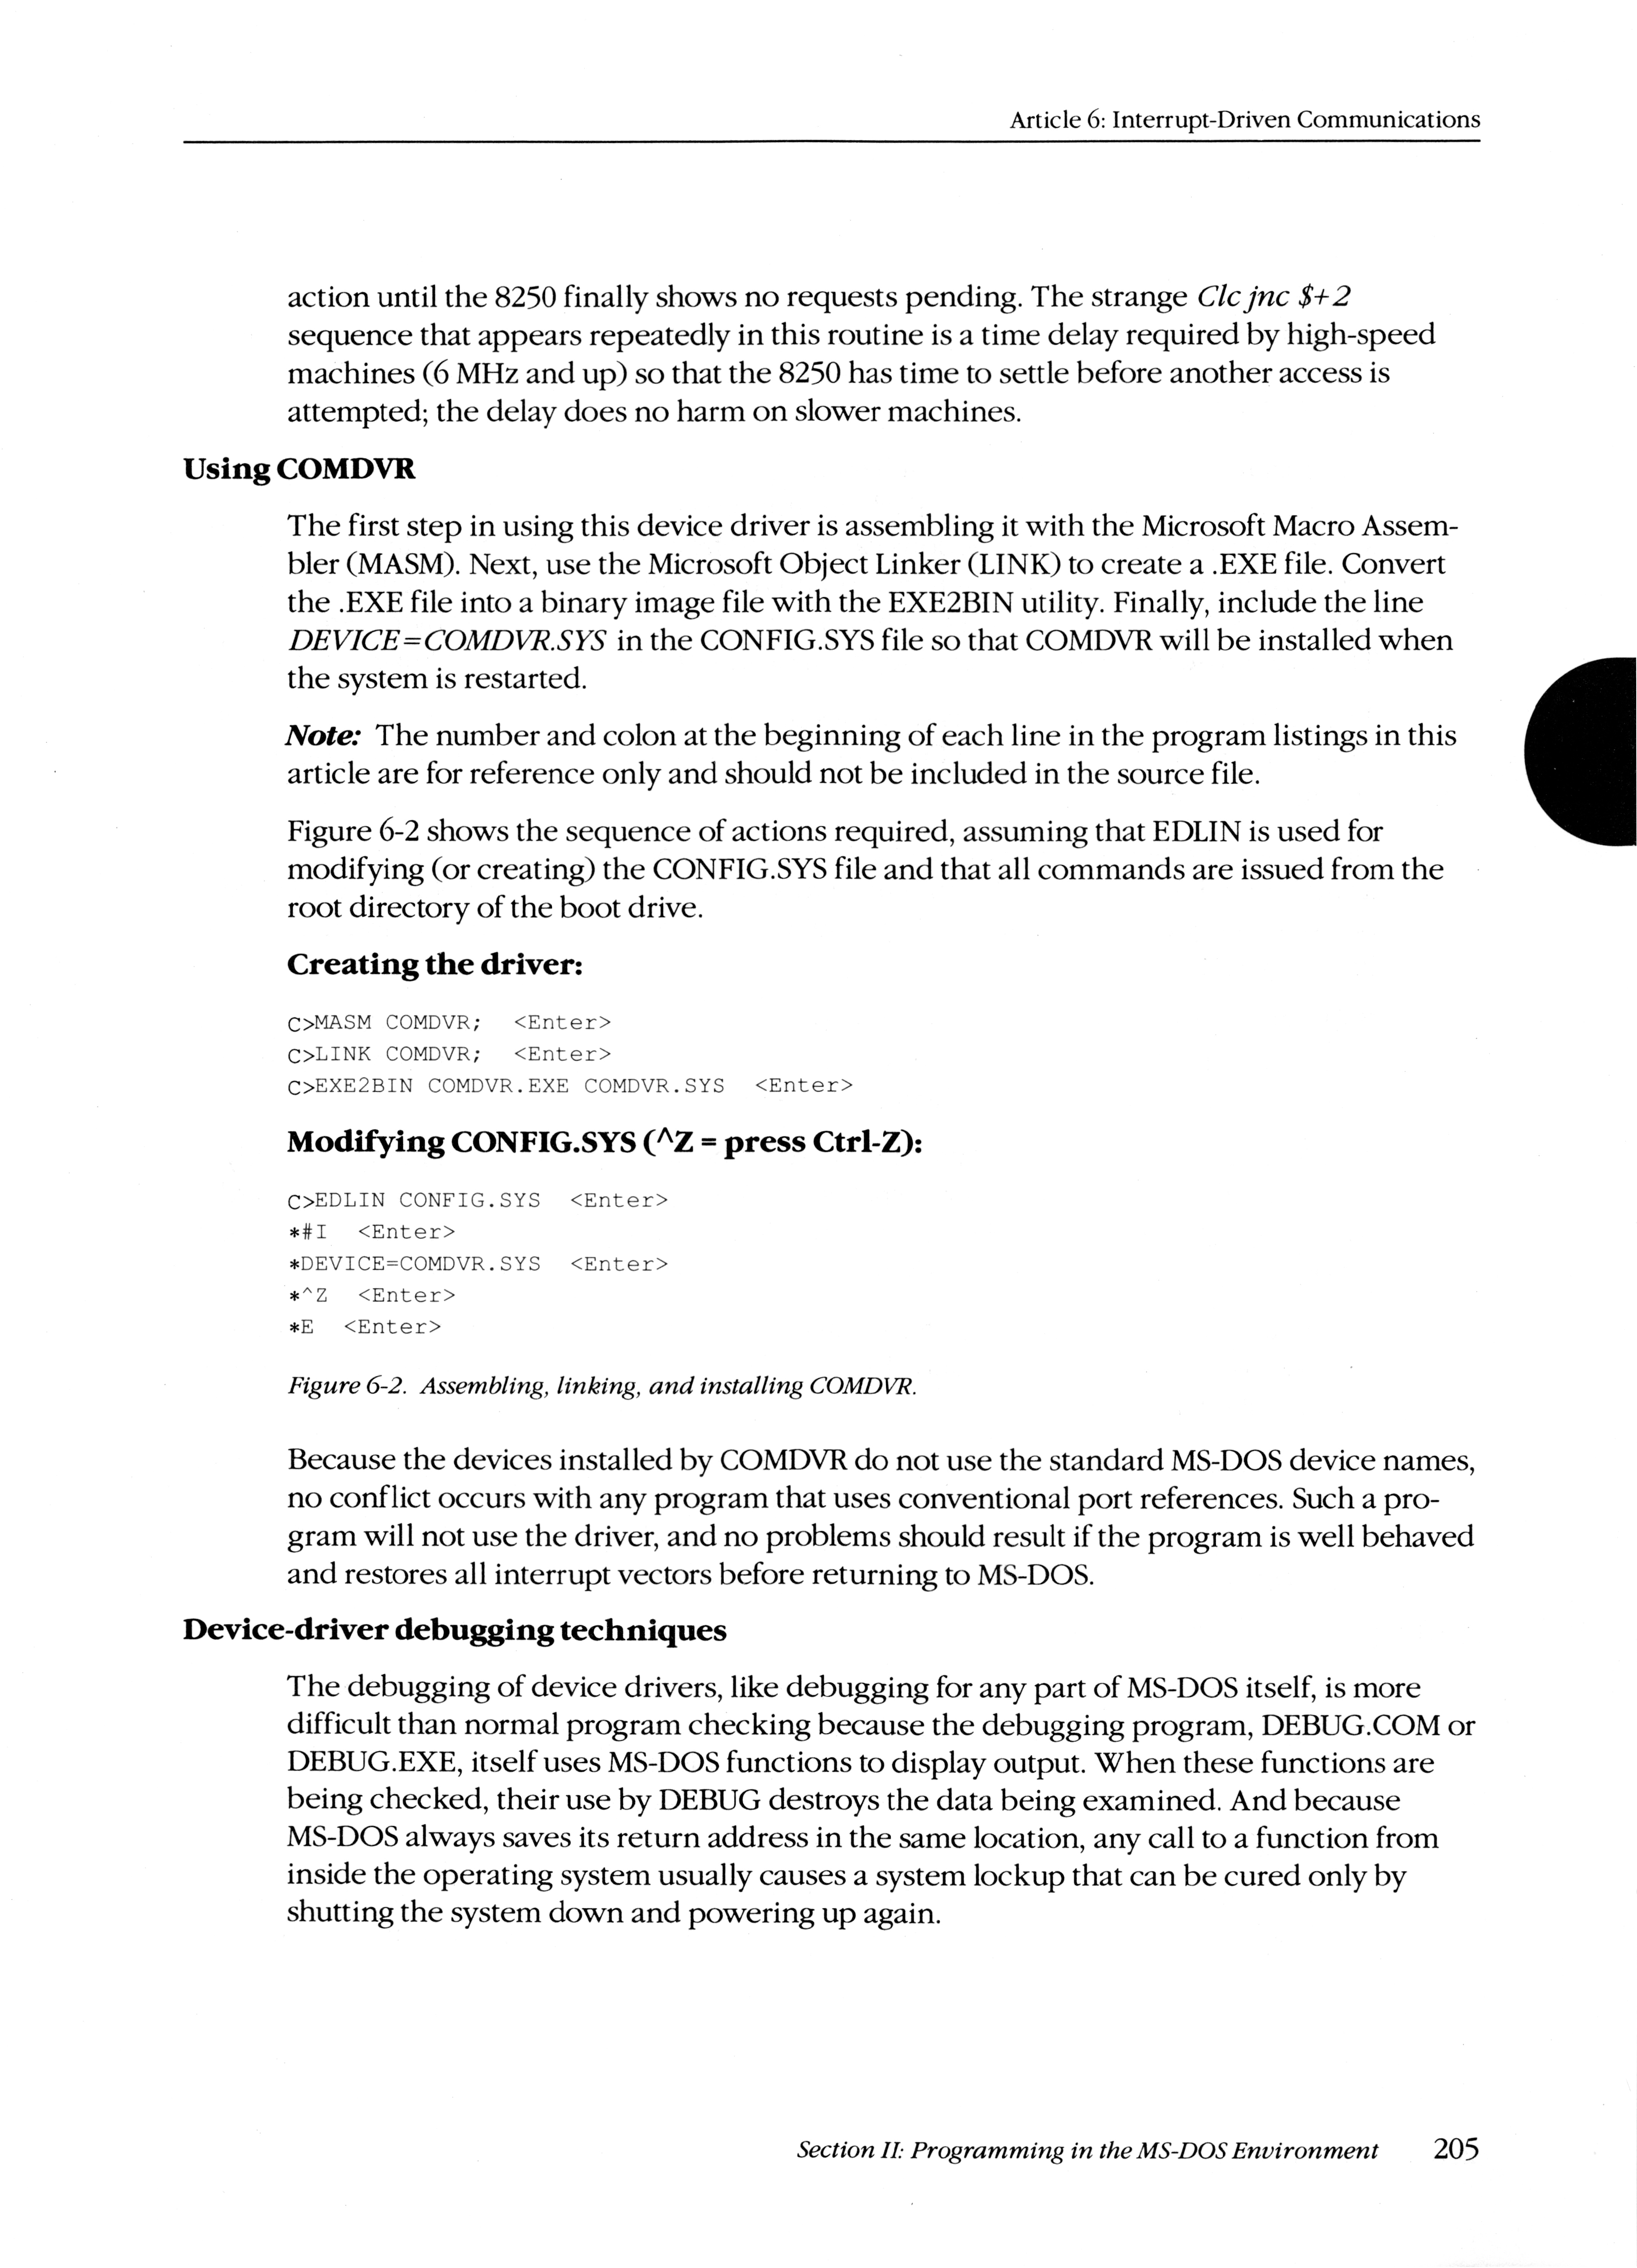 Article 6: Interrupt-Driven Communications
action until the 8250 finally shows no requests pending. The strange Clc jnc $+2
sequence that appears repeatedly in this routine is a time delay required by high-speed
machines (6 MHz and up) so that the 8250 has time to settle before another access is
attempted; the delay does no harm on slower machines.
Using COMDVR
The first step in using this device driver is assembling it with the Microsoft Macro Assem-
bler (MASM). Next, use the Microsoft Object Linker (LINK) to create a .EXE file. Convert
the .EXE file into a binary image file with the EXE2BIN utility. Finally, include the line
DEVICE=COMDVR.SYS in the CONFIG.SYS file so that COMDVR will be installed when
the system is restarted.
Note: The number and colon at the beginning of each line in the program listings in this
article are for reference only and should not be included in the source file.
Figure 6-2 shows the sequence of actions required, assuming that EDLIN is used for
modifying (or creating) the CONFIG.SYS file and that all commands are issued from the
root directory of the boot drive.
Creating the driver:
C>MASM COMDVR; <Enter>
C>LINK COMDVR; <Enter>
C>EXE2BIN COMDVR.EXE COMDVR.SYS <Enter>
Modifying CONFIG.SYS (^Z = press Ctrl-Z):
C>EDLIN CONFIG.SYS <Enter>
*#I <Enter>
*DEVICE=COMDVR.SYS <Enter>
*^Z <Enter>
*E <Enter>
Figure 6-2. Assembling, linking, and installing COMDVR.
Because the devices installed by COMDVR do not use the standard MS-DOS device names,
no conflict occurs with any program that uses conventional port references. Such a pro-
gram will not use the driver, and no problems should result if the program is well behaved
and restores all interrupt vectors before returning to MS-DOS.
Device-driver debugging techniques
The debugging of device drivers, like debugging for any part of MS-DOS itself, is more
difficult than normal program checking because the debugging program, DEBUG.COM or
DEBUG.EXE, itself uses MS-DOS functions to display output. When these functions are
being checked, their use by DEBUG destroys the data being examined. And because
MS-DOS always saves its return address in the same location, any call to a function from
inside the operating system usually causes a system lockup that can be cured only by
shutting the system down and powering up again.
Section II: Programming in the MS-DOS Environment 205